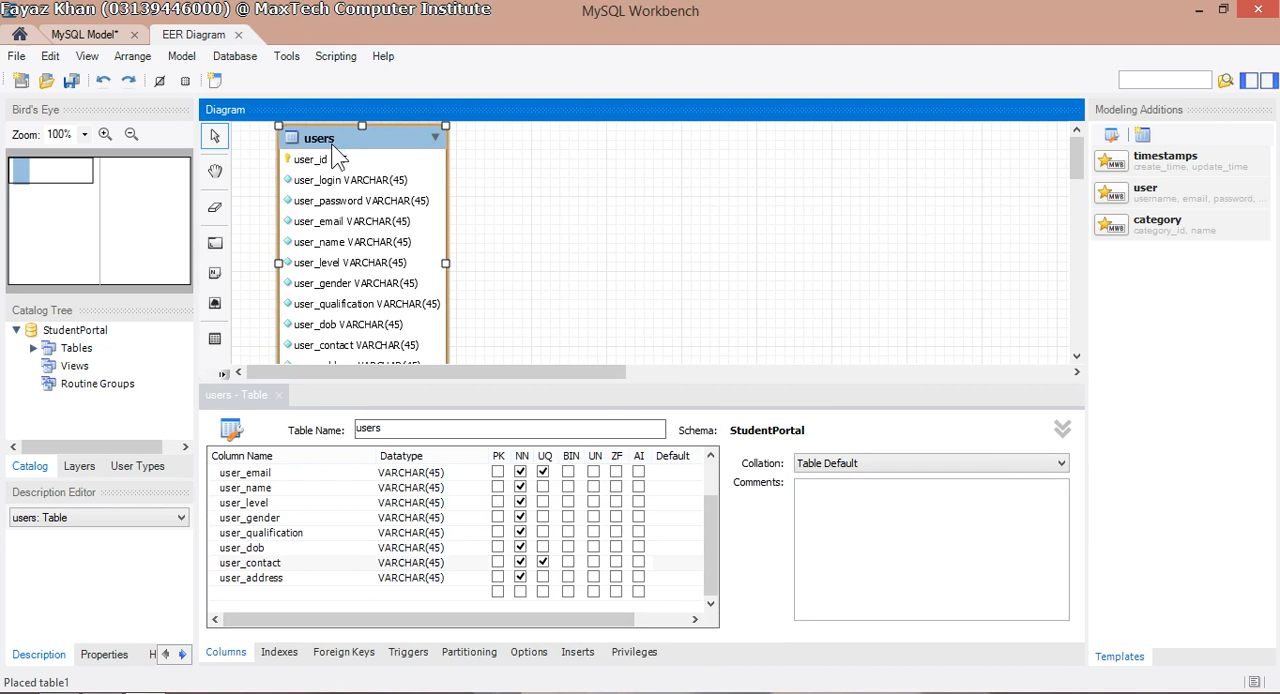 Fayaz Khan (03139446000) @ MaxTech Computer Institute
MySQL Workbench
MySQL Model*
EER Diagram
File Edit View Arrange Model Database Tools Scripting Help
Bird's Eye
Zoom: 100%
Diagram
users
user_id
user_login VARCHAR(45)
user_password VARCHAR(45)
user_email VARCHAR(45)
user_name VARCHAR(45)
user_level VARCHAR(45)
user_gender VARCHAR(45)
user_qualification VARCHAR(45)
user_dob VARCHAR(45)
user_contact VARCHAR(45)
Modeling Additions
timestamps
create_time, update_time
user
username, email, password, ...
category
category_id, name
Catalog Tree
StudentPortal
Tables
Views
Routine Groups
Catalog Layers User Types
Description Editor
users: Table
Description Properties H
users - Table
Table Name: users Schema: StudentPortal
Column Name Datatype PK NN UQ BIN UN ZF AI Default
user_email VARCHAR(45)
user_name VARCHAR(45)
user_level VARCHAR(45)
user_gender VARCHAR(45)
user_qualification VARCHAR(45)
user_dob VARCHAR(45)
user_contact VARCHAR(45)
user_address VARCHAR(45)
Collation: Table Default
Comments:
Columns Indexes Foreign Keys Triggers Partitioning Options Inserts Privileges
Templates
Placed table1